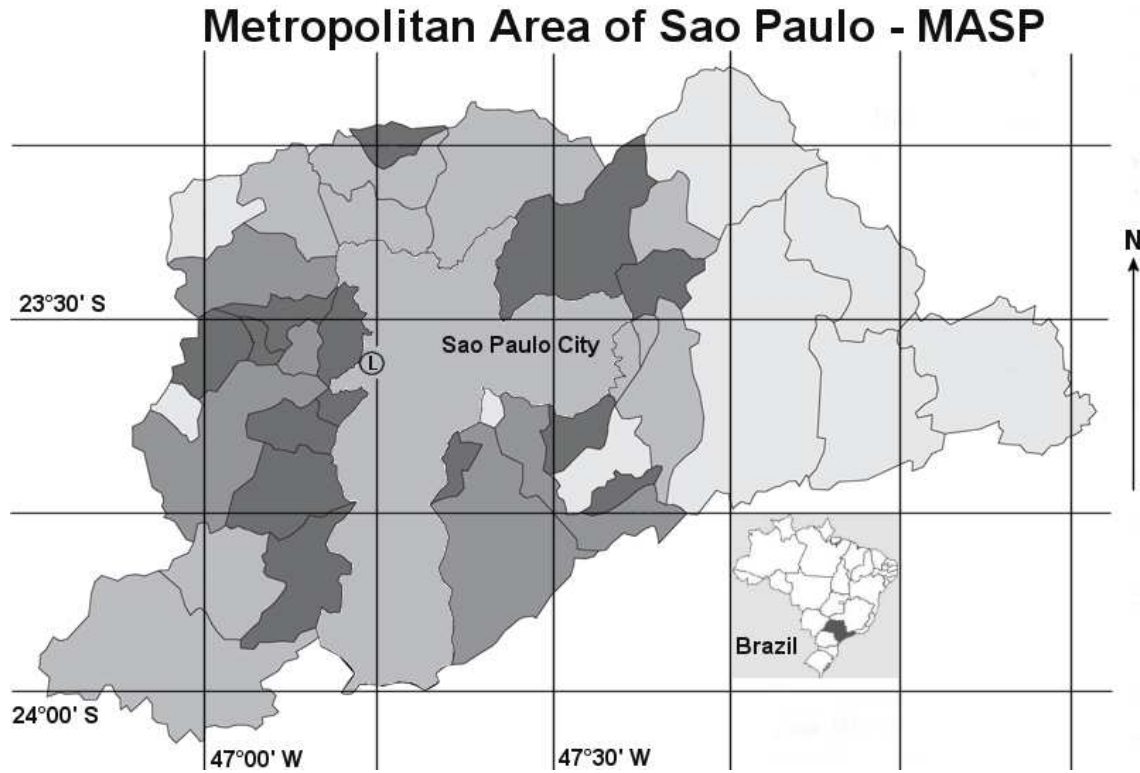 Metropolitan Area of Sao Paulo - MASP
N
23°30' S
Sao Paulo City
L
Brazil
24°00' S
47°00' W
47°30' W